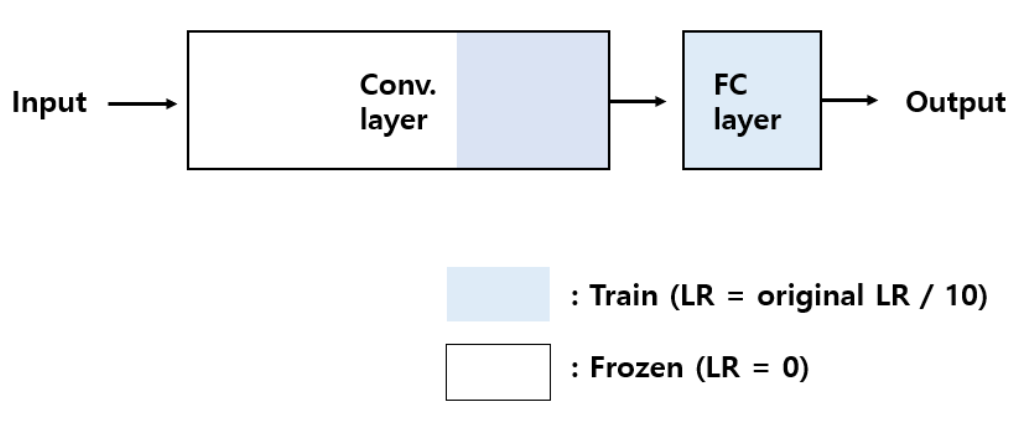 Input
Conv.
layer
FC
layer
Output
: Train (LR = original LR / 10)
: Frozen (LR = 0)